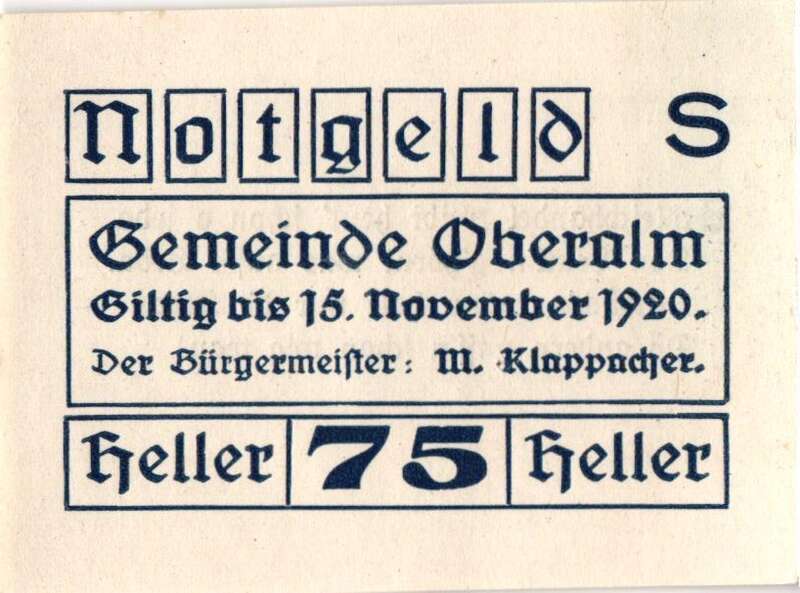 Notgeld S
Gemeinde Oberalm
Giltig bis 15. November 1920.
Der Bürgermeister: M. Klappacher.
Heller 75 Heller